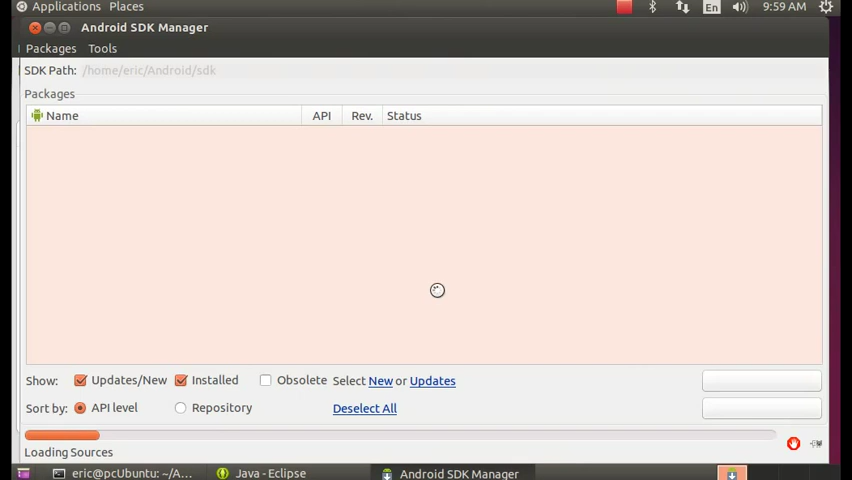 Applications Places En 9:59 AM
Android SDK Manager
Packages Tools
SDK Path: /home/eric/Android/sdk
Packages
Name API Rev. Status
Show: Updates/New Installed Obsolete Select New or Updates
Sort by: API level Repository Deselect All
Loading Sources
eric@pcUbuntu: ~/A... Java - Eclipse Android SDK Manager